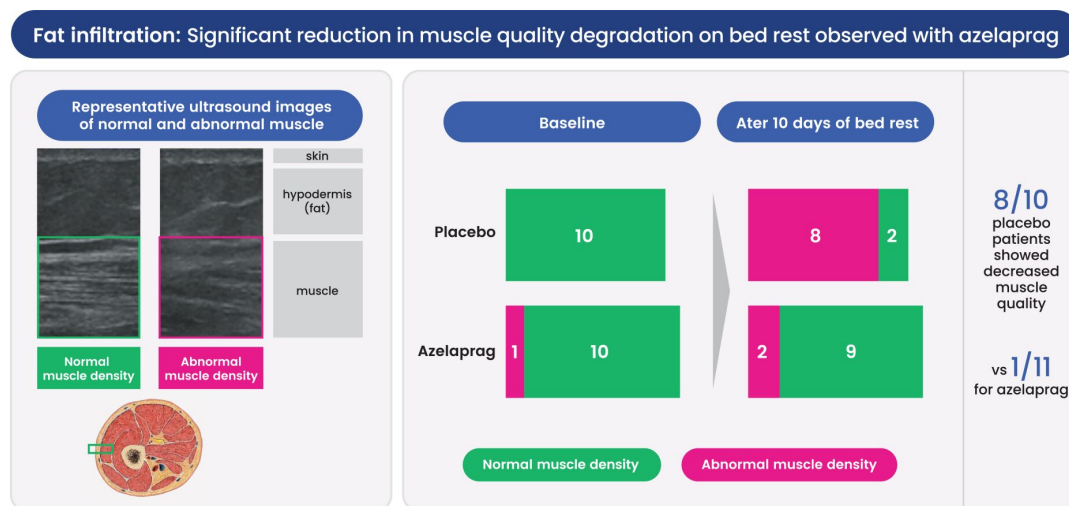 Fat infiltration: Significant reduction in muscle quality degradation on bed rest observed with azelaprag
Representative ultrasound images
of normal and abnormal muscle
skin
hypodermis
(fat)
muscle
Normal
muscle density
Abnormal
muscle density
Baseline
Ater 10 days of bed rest
Placebo
10
8
2
Azelaprag
1
10
2
9
Normal muscle density
Abnormal muscle density
8/10
placebo
patients
showed
decreased
muscle
quality
vs 1/11
for azelaprag